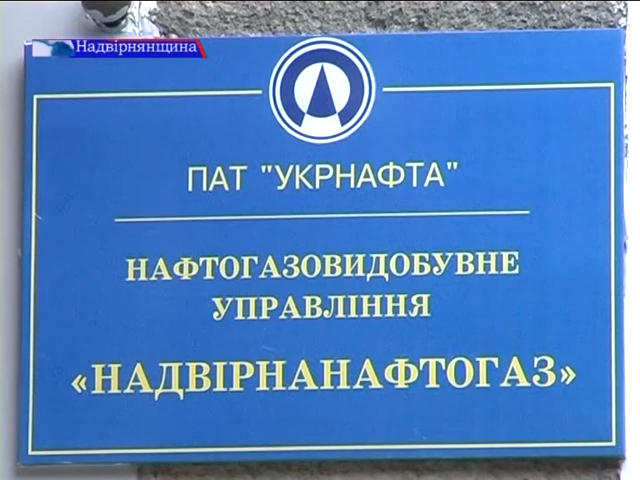 Надвірнянщина
ПАТ "УКРНАФТА"
НАФТОГАЗОВИДОБУВНЕ
УПРАВЛІННЯ
«НАДВІРНАНАФТОГАЗ»